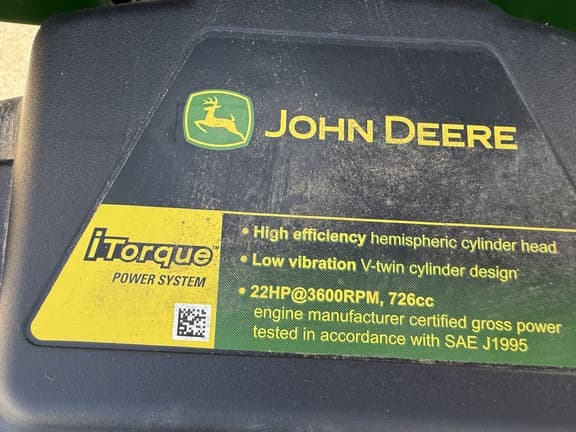 JOHN DEERE
iTorque™
POWER SYSTEM
• High efficiency hemispheric cylinder head
• Low vibration V-twin cylinder design
• 22HP@3600RPM, 726cc
engine manufacturer certified gross power
tested in accordance with SAE J1995